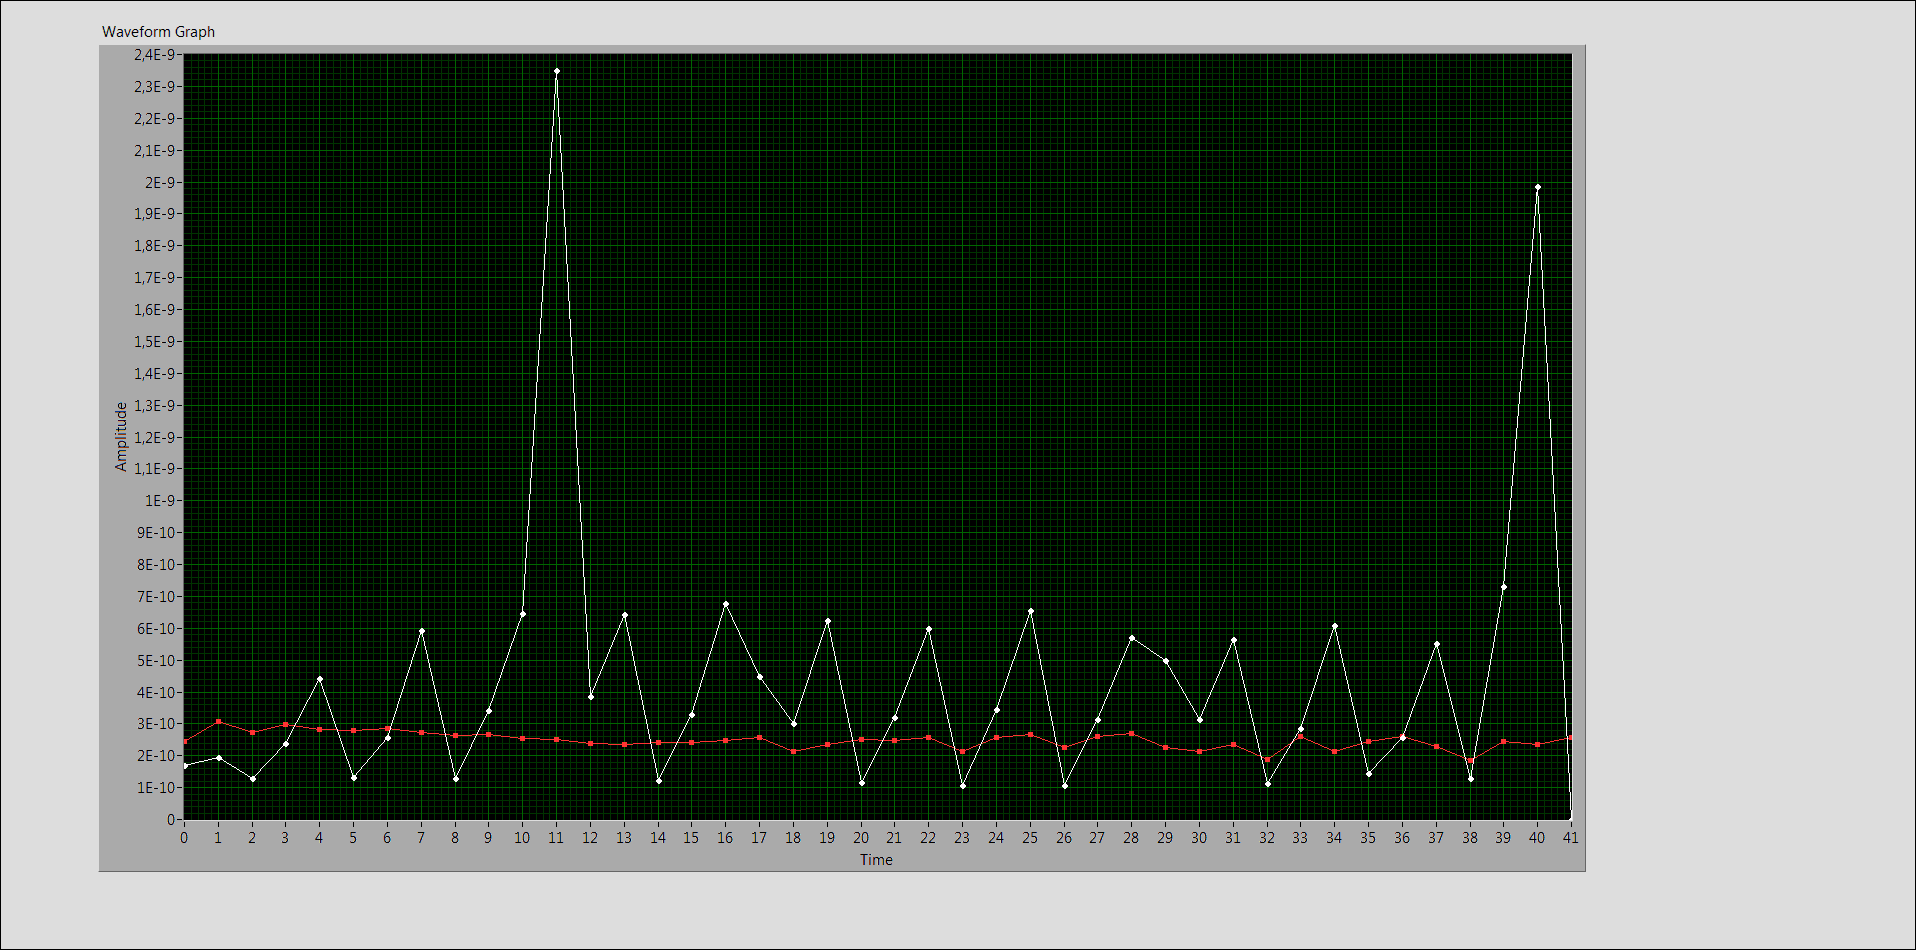 Waveform Graph
2,4E-9
2,3E-9
2,2E-9
2,1E-9
2E-9
1,9E-9
1,8E-9
1,7E-9
1,6E-9
1,5E-9
1,4E-9
1,3E-9
1,2E-9
1,1E-9
1E-9
9E-10
8E-10
7E-10
6E-10
5E-10
4E-10
3E-10
2E-10
1E-10
0
Amplitude
0 1 2 3 4 5 6 7 8 9 10 11 12 13 14 15 16 17 18 19 20 21 22 23 24 25 26 27 28 29 30 31 32 33 34 35 36 37 38 39 40 41
Time